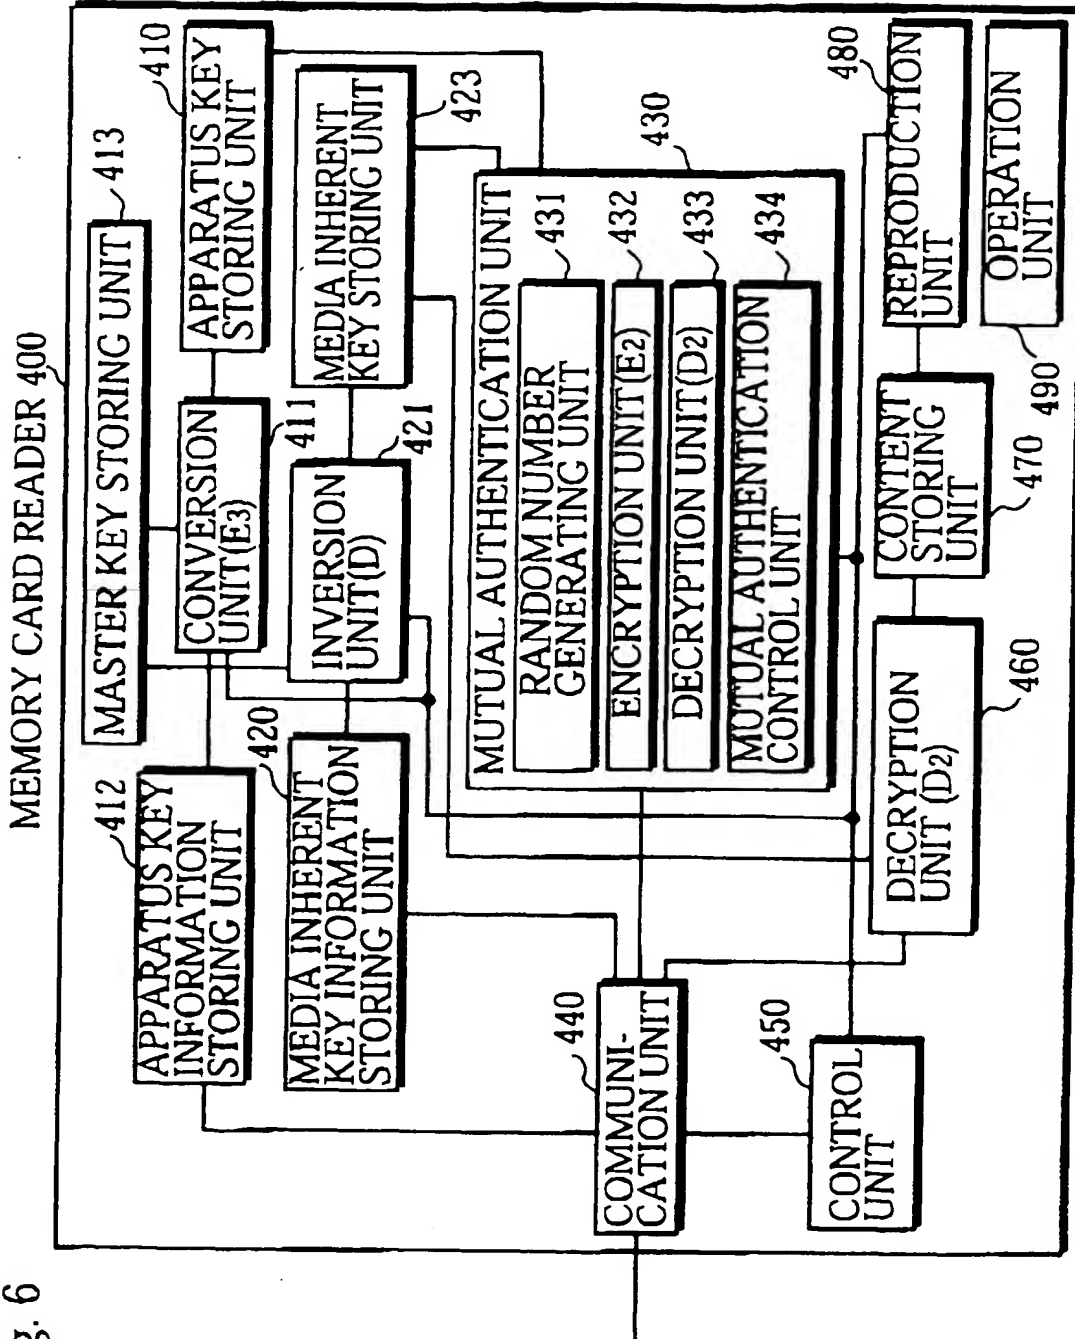 g. 6
MEMORY CARD READER 400
MASTER KEY STORING UNIT
413
412
APPARATUS KEY
INFORMATION
STORING UNIT
CONVERSION
UNIT(E3)
411
APPARATUS KEY
STORING UNIT
410
420
MEDIA INHERENT
KEY INFORMATION
STORING UNIT
INVERSION
UNIT(D)
421
MEDIA INHERENT
KEY STORING UNIT
423
430
MUTUAL AUTHENTICATION UNIT
RANDOM NUMBER
GENERATING UNIT
431
ENCRYPTION UNIT(E2)
432
DECRYPTION UNIT(D2)
433
MUTUAL AUTHENTICATION
CONTROL UNIT
434
440
COMMUNI-
CATION UNIT
450
CONTROL
UNIT
DECRYPTION
UNIT (D2)
460
CONTENT
STORING
UNIT
470
480
REPRODUCTION
UNIT
490
OPERATION
UNIT